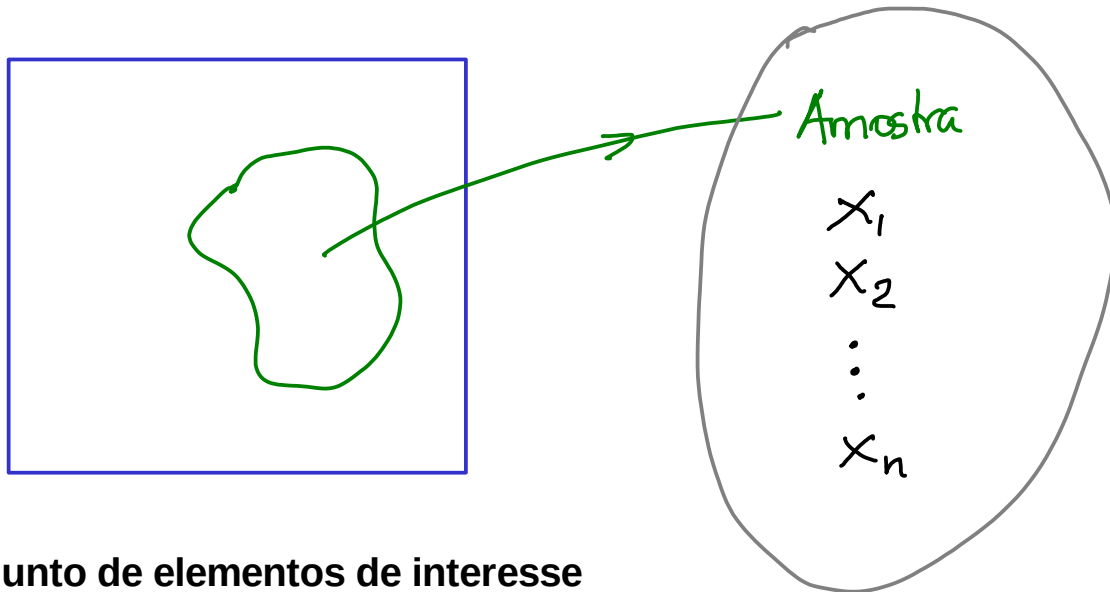 Amostra
X1
X2
⋮
Xn
unto de elementos de interesse